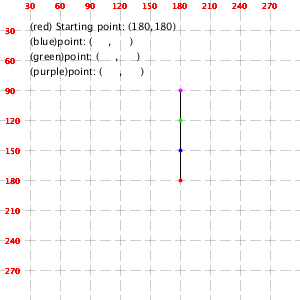 30 60 90 120 150 180 210 240 270
30
(red) Starting point: (180,180)
(blue)point: (   ,   )
(green)point: (   ,   )
(purple)point: (   ,   )
60
90
120
150
180
210
240
270